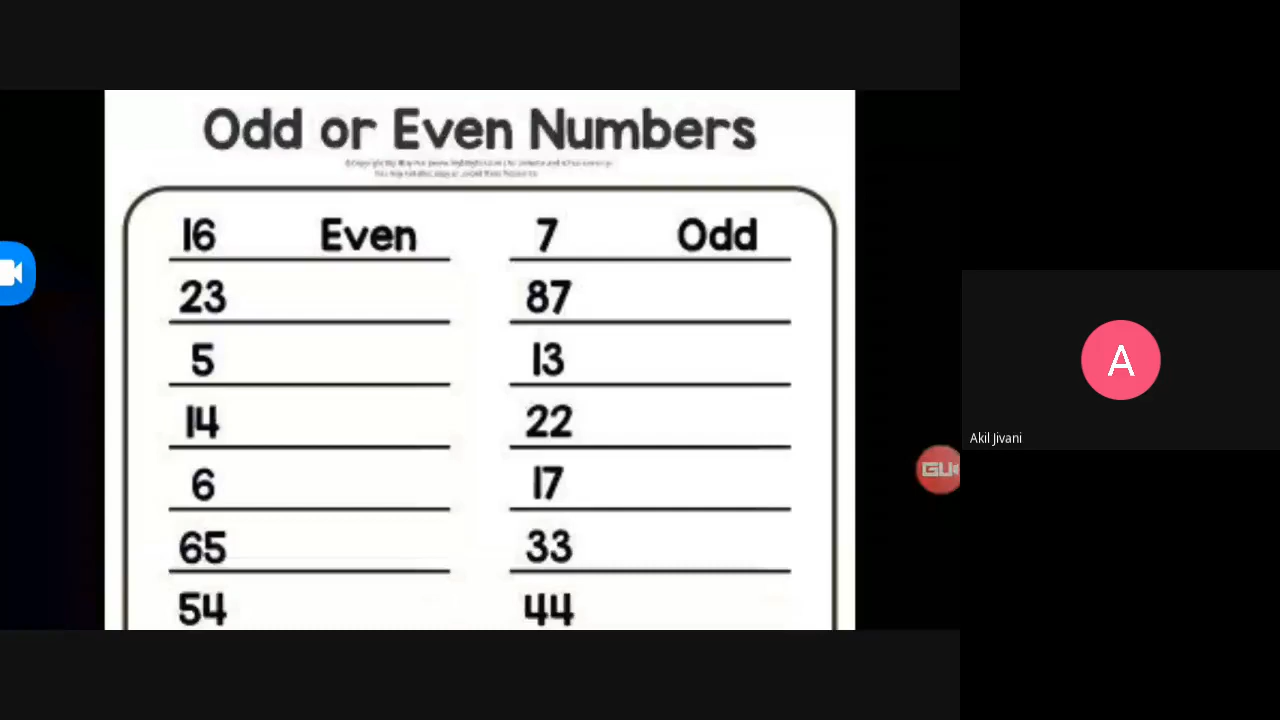 Odd or Even Numbers
16 Even 7 Odd
23 87
5 13
14 22
6 17
65 33
54 44
A
Akil Jivani